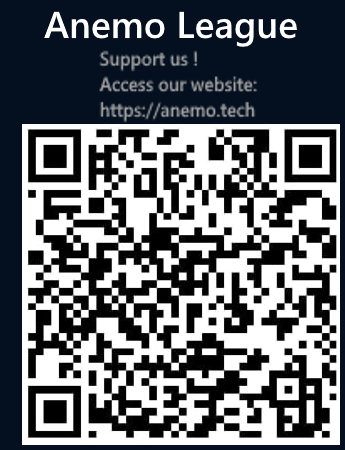 Anemo League
Support us !
Access our website:
https://anemo.tech